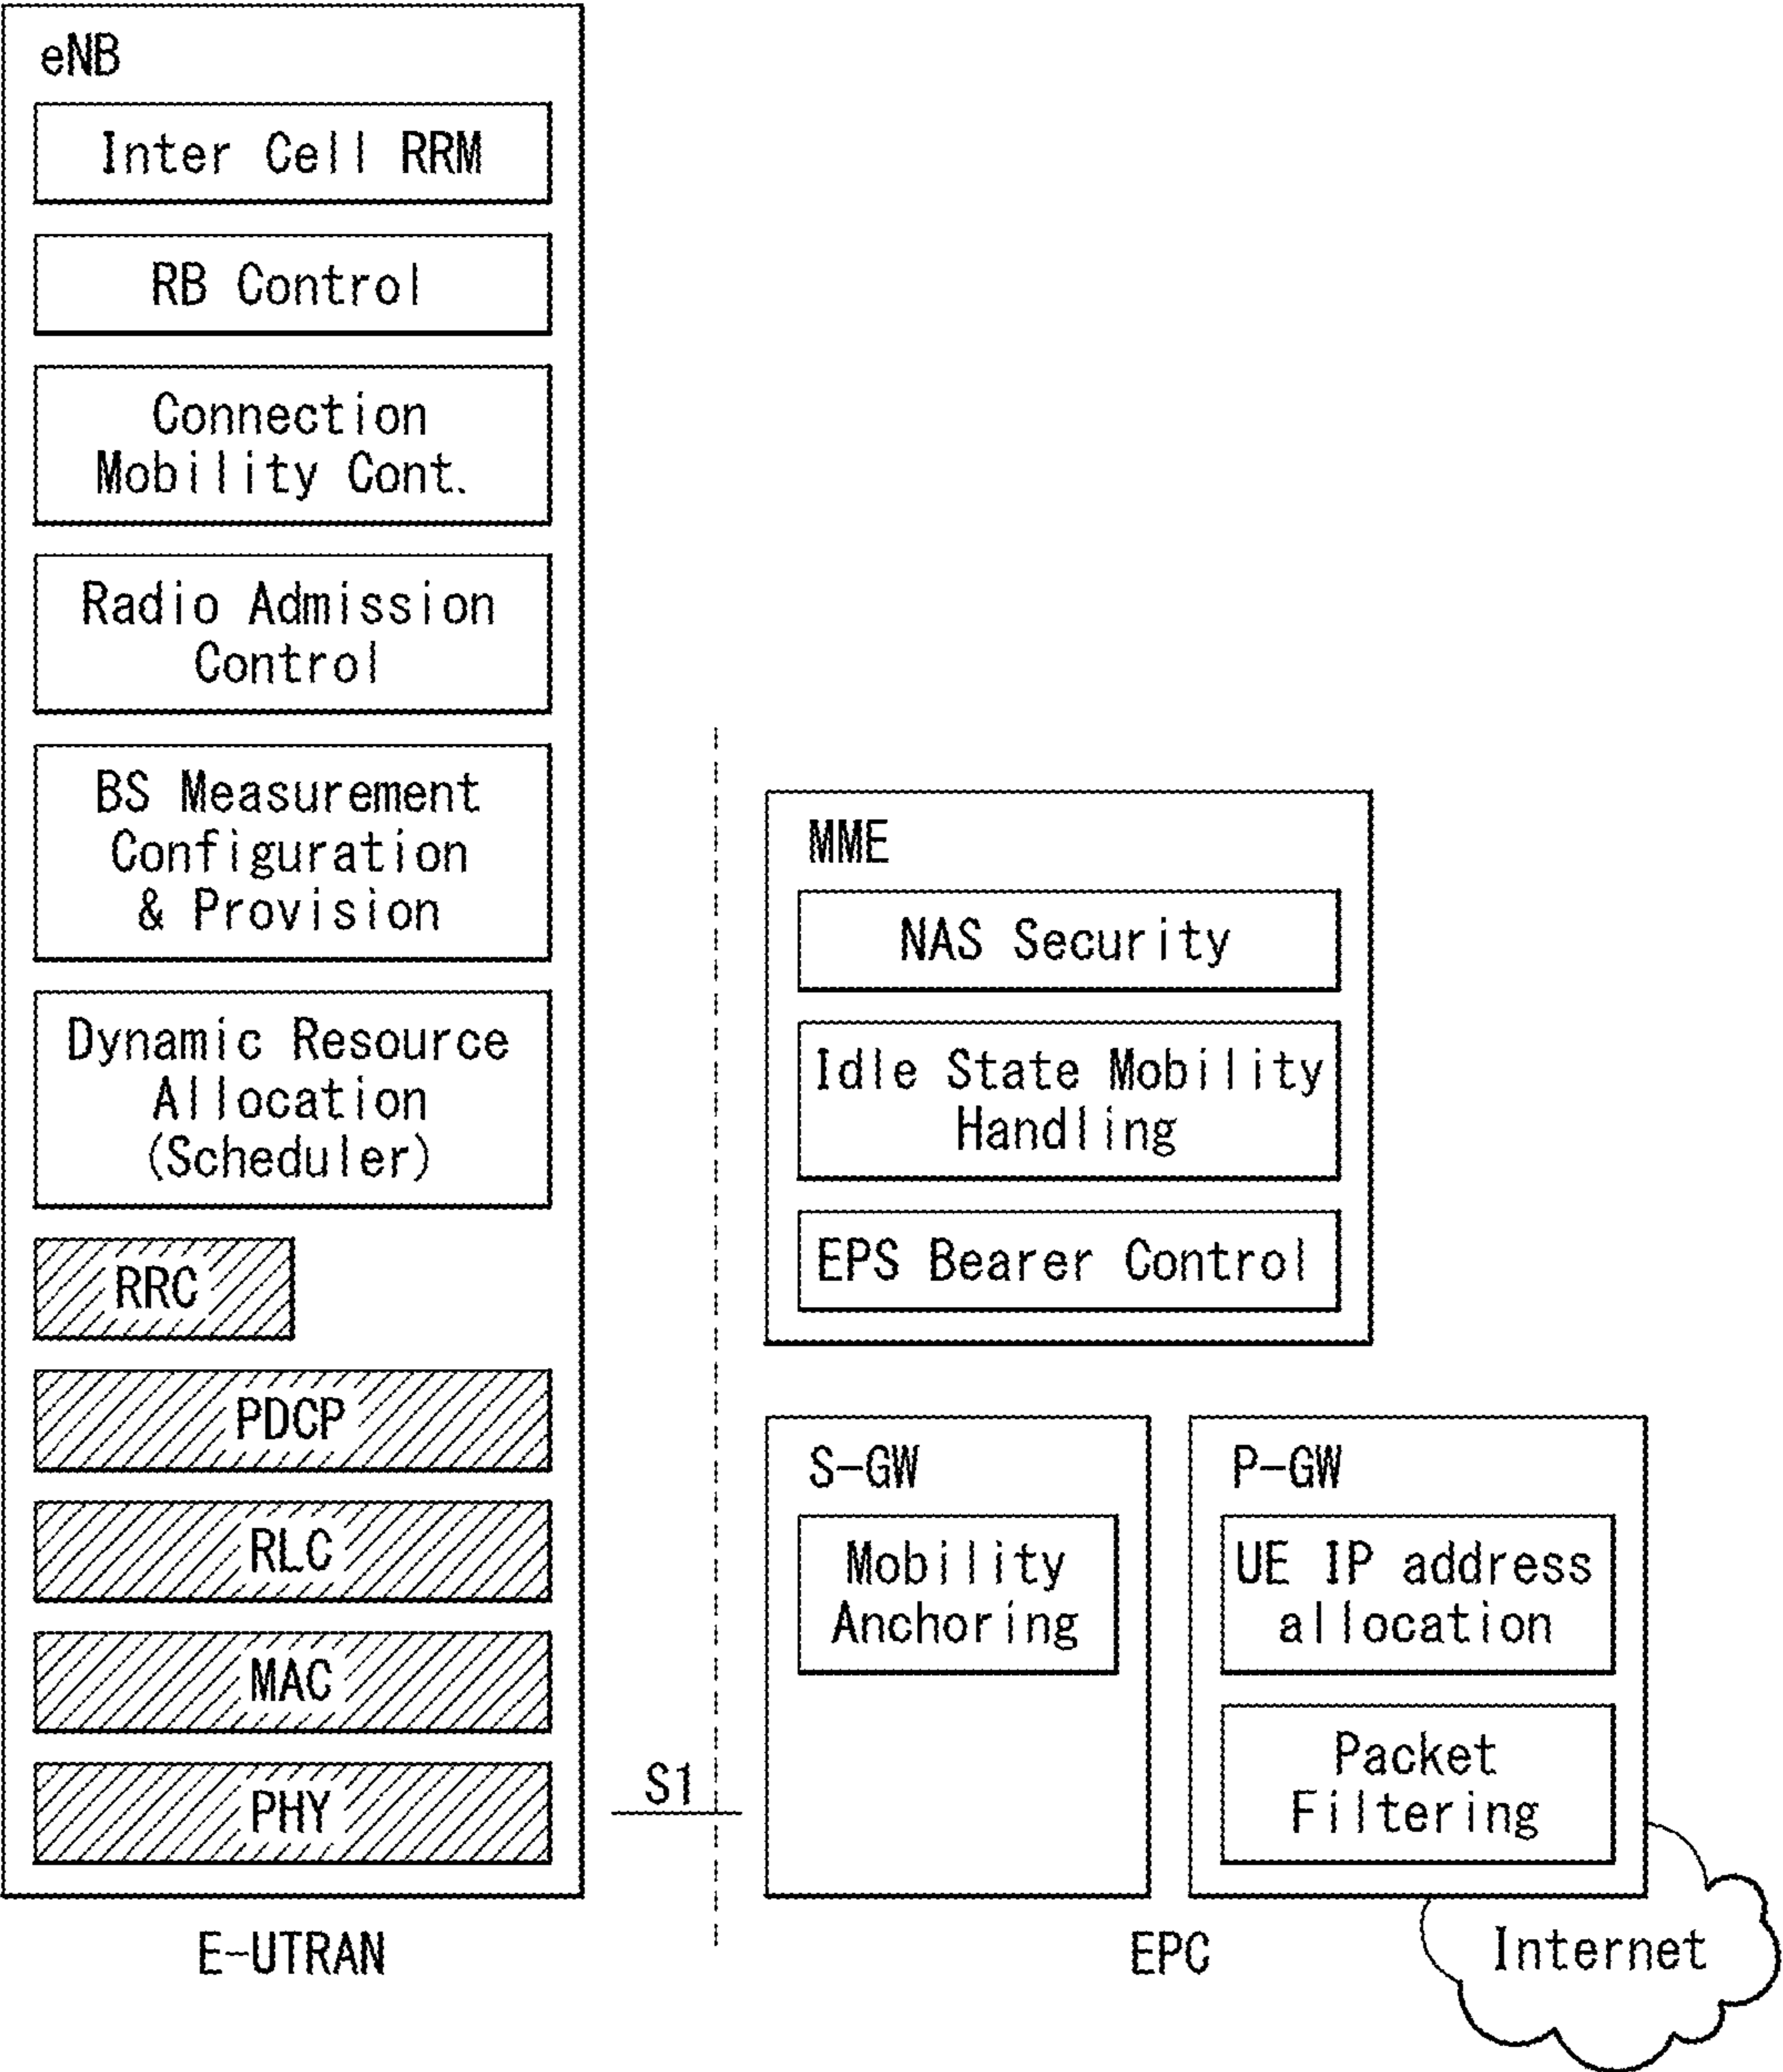 eNB
Inter Cell RRM
RB Control
Connection
Mobility Cont.
Radio Admission
Control
BS Measurement
Configuration
& Provision
Dynamic Resource
Allocation
(Scheduler)
RRC
PDCP
RLC
MAC
PHY
S1
MME
NAS Security
Idle State Mobility
Handling
EPS Bearer Control
S-GW
Mobility
Anchoring
P-GW
UE IP address
allocation
Packet
Filtering
E-UTRAN
EPC
Internet